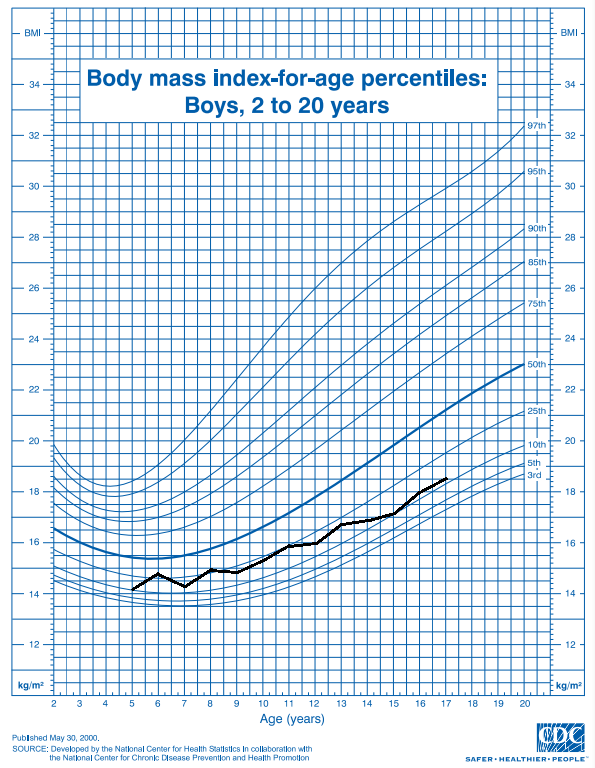 BMI
BMI
Body mass index-for-age percentiles:
Boys, 2 to 20 years
97th
95th
90th
85th
75th
50th
25th
10th
5th
3rd
34 34
32 32
30 30
28 28
26 26
24 24
22 22
20 20
18 18
16 16
14 14
12 12
kg/m² kg/m²
2 3 4 5 6 7 8 9 10 11 12 13 14 15 16 17 18 19 20
Age (years)
Published May 30, 2000.
SOURCE: Developed by the National Center for Health Statistics in collaboration with
the National Center for Chronic Disease Prevention and Health Promotion
CDC
SAFER • HEALTHIER • PEOPLE™